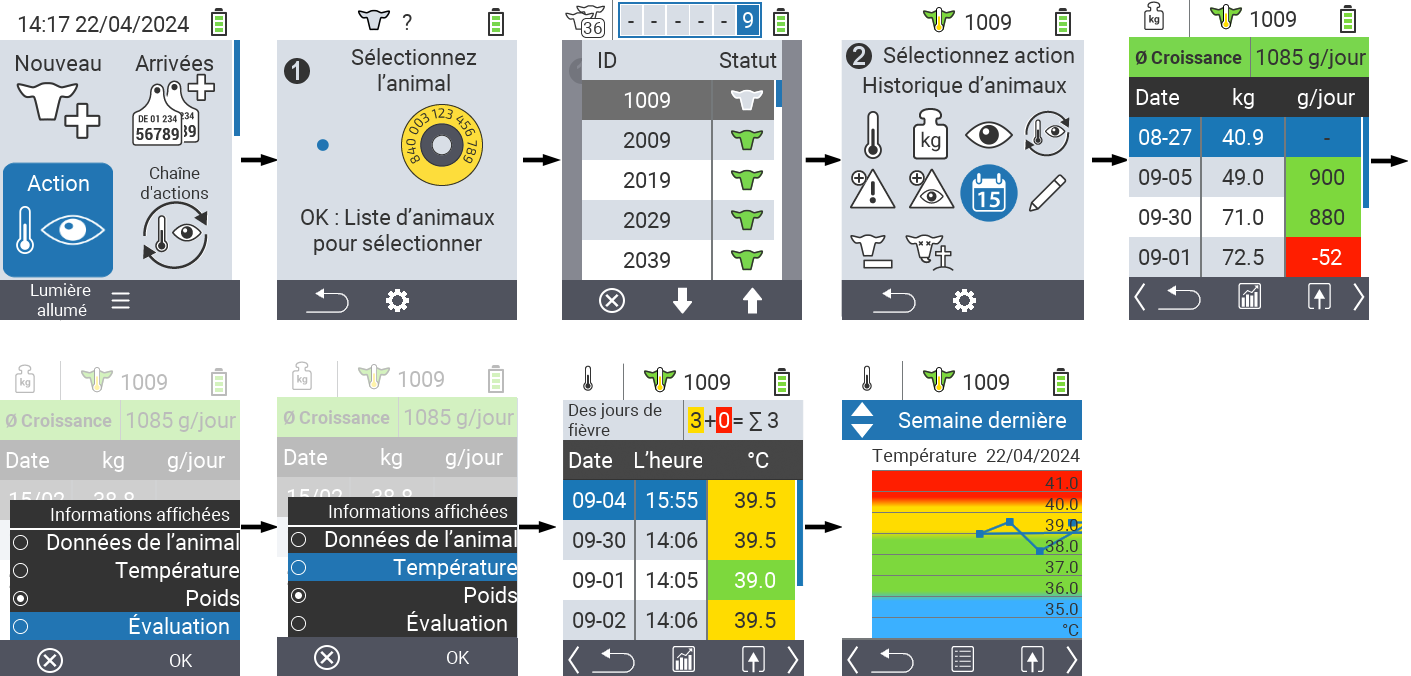 14:17 22/04/2024
Nouveau
Arrivées
DE 01 234
234
56789
89
Action
Chaîne
d'actions
Lumière
allumé
?
1
Sélectionnez
l'animal
840 003 123 456 789
OK : Liste d'animaux
pour sélectionner
36
- - - - - 9
ID Statut
1009
2009
2019
2029
2039
1009
2 Sélectionnez action
Historique d'animaux
kg
15
kg
1009
Ø Croissance 1085 g/jour
Date kg g/jour
08-27 40.9 -
09-05 49.0 900
09-30 71.0 880
09-01 72.5 -52
kg
1009
Ø Croissance 1085 g/jour
Date kg g/jour
15/02 38.8
Informations affichées
Données de l'animal
Température
Poids
Évaluation
OK
kg
1009
Ø Croissance 1085 g/jour
Date kg g/jour
15/02 38.8
Informations affichées
Données de l'animal
Température
Poids
Évaluation
OK
1009
Des jours de
fièvre
3+0= ∑ 3
Date L'heure °C
09-04 15:55 39.5
09-30 14:06 39.5
09-01 14:05 39.0
09-02 14:06 39.5
1009
Semaine dernière
Température 22/04/2024
41.0
40.0
39.0
38.0
37.0
36.0
35.0
°C